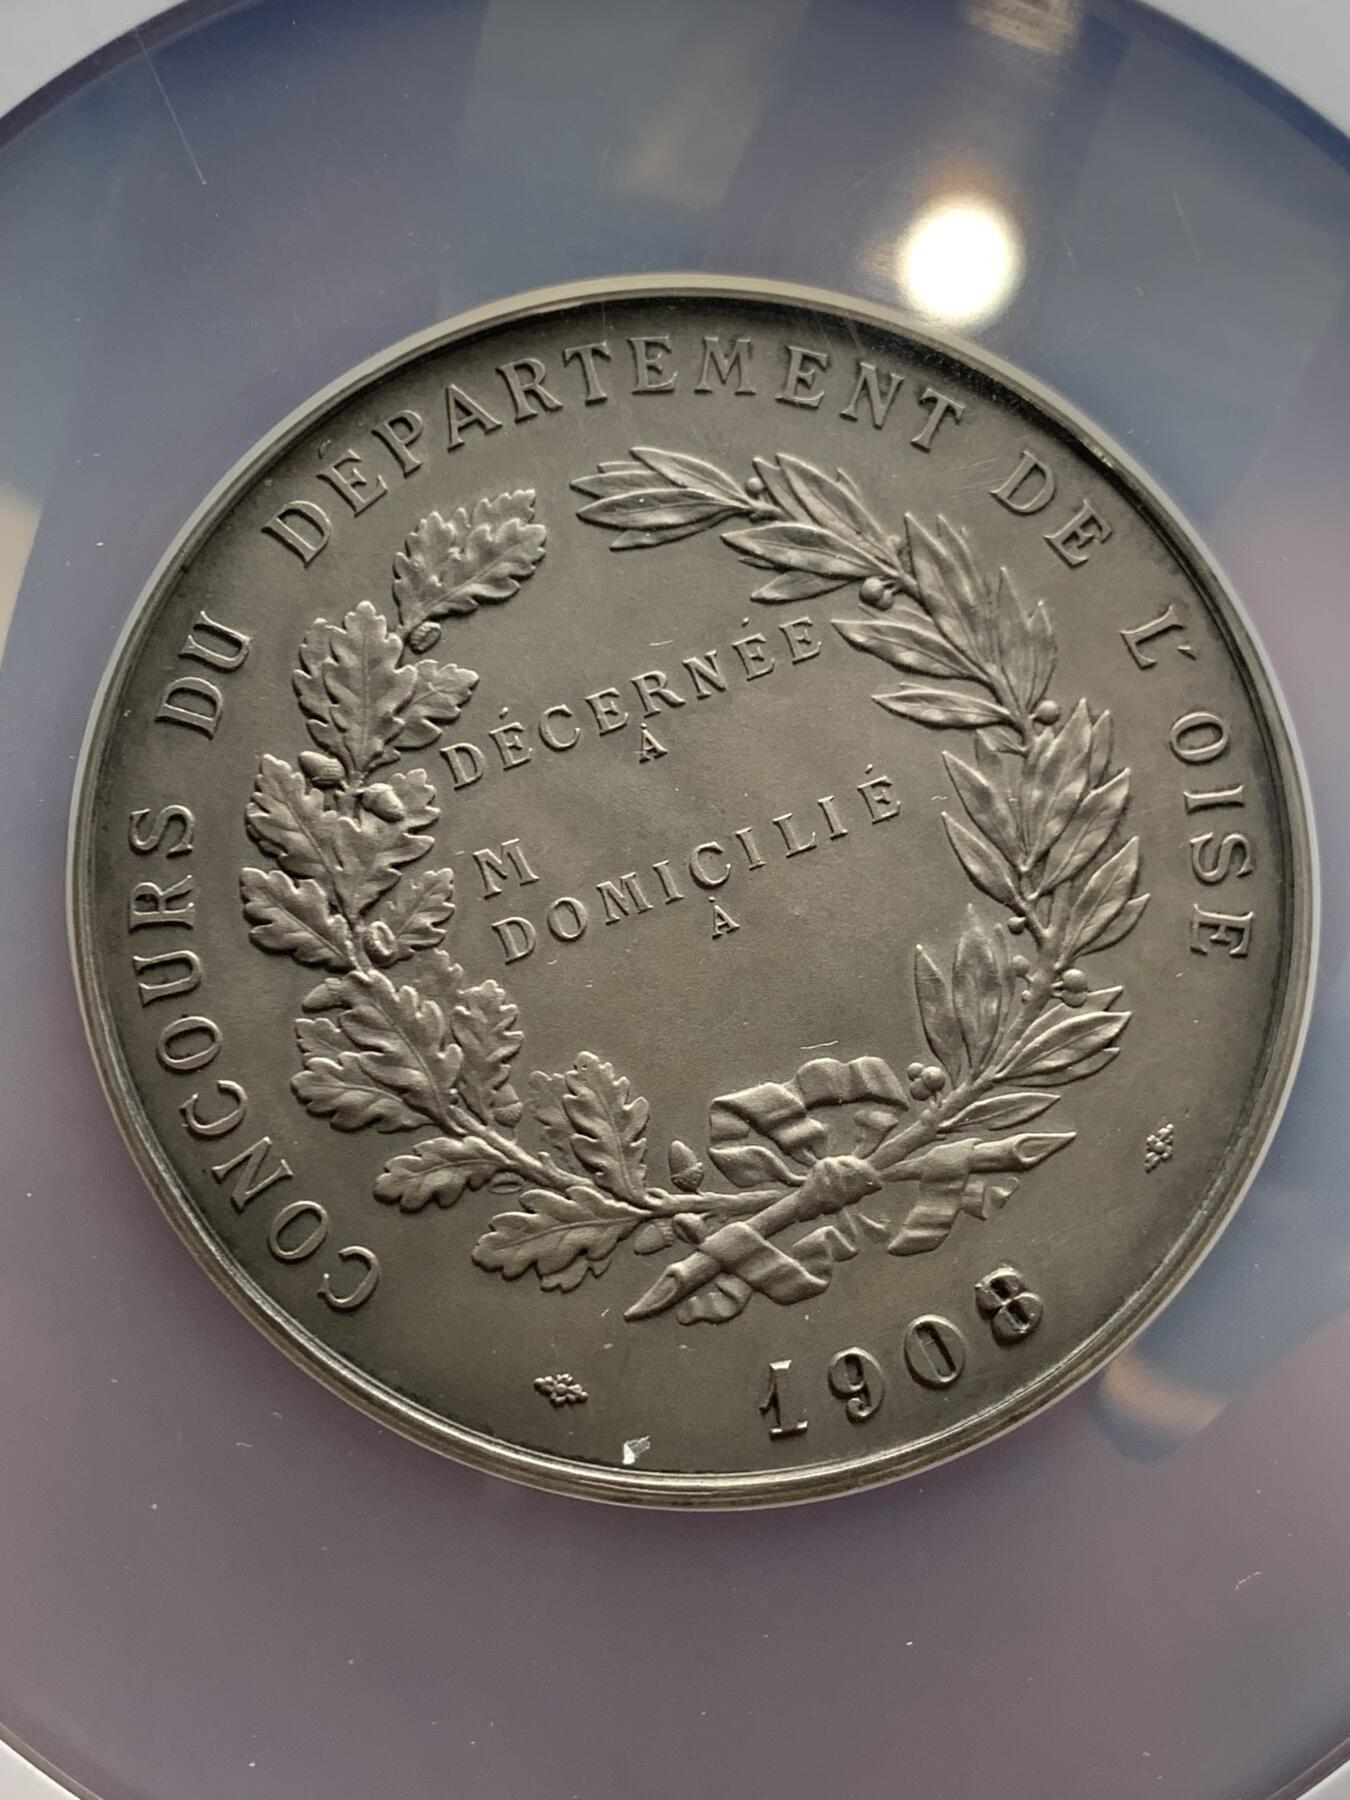 CONCOURS DU DÉPARTEMENT DE L'OISE
DÉCERNÉE
À
M
DOMICILIÉ
À
1908